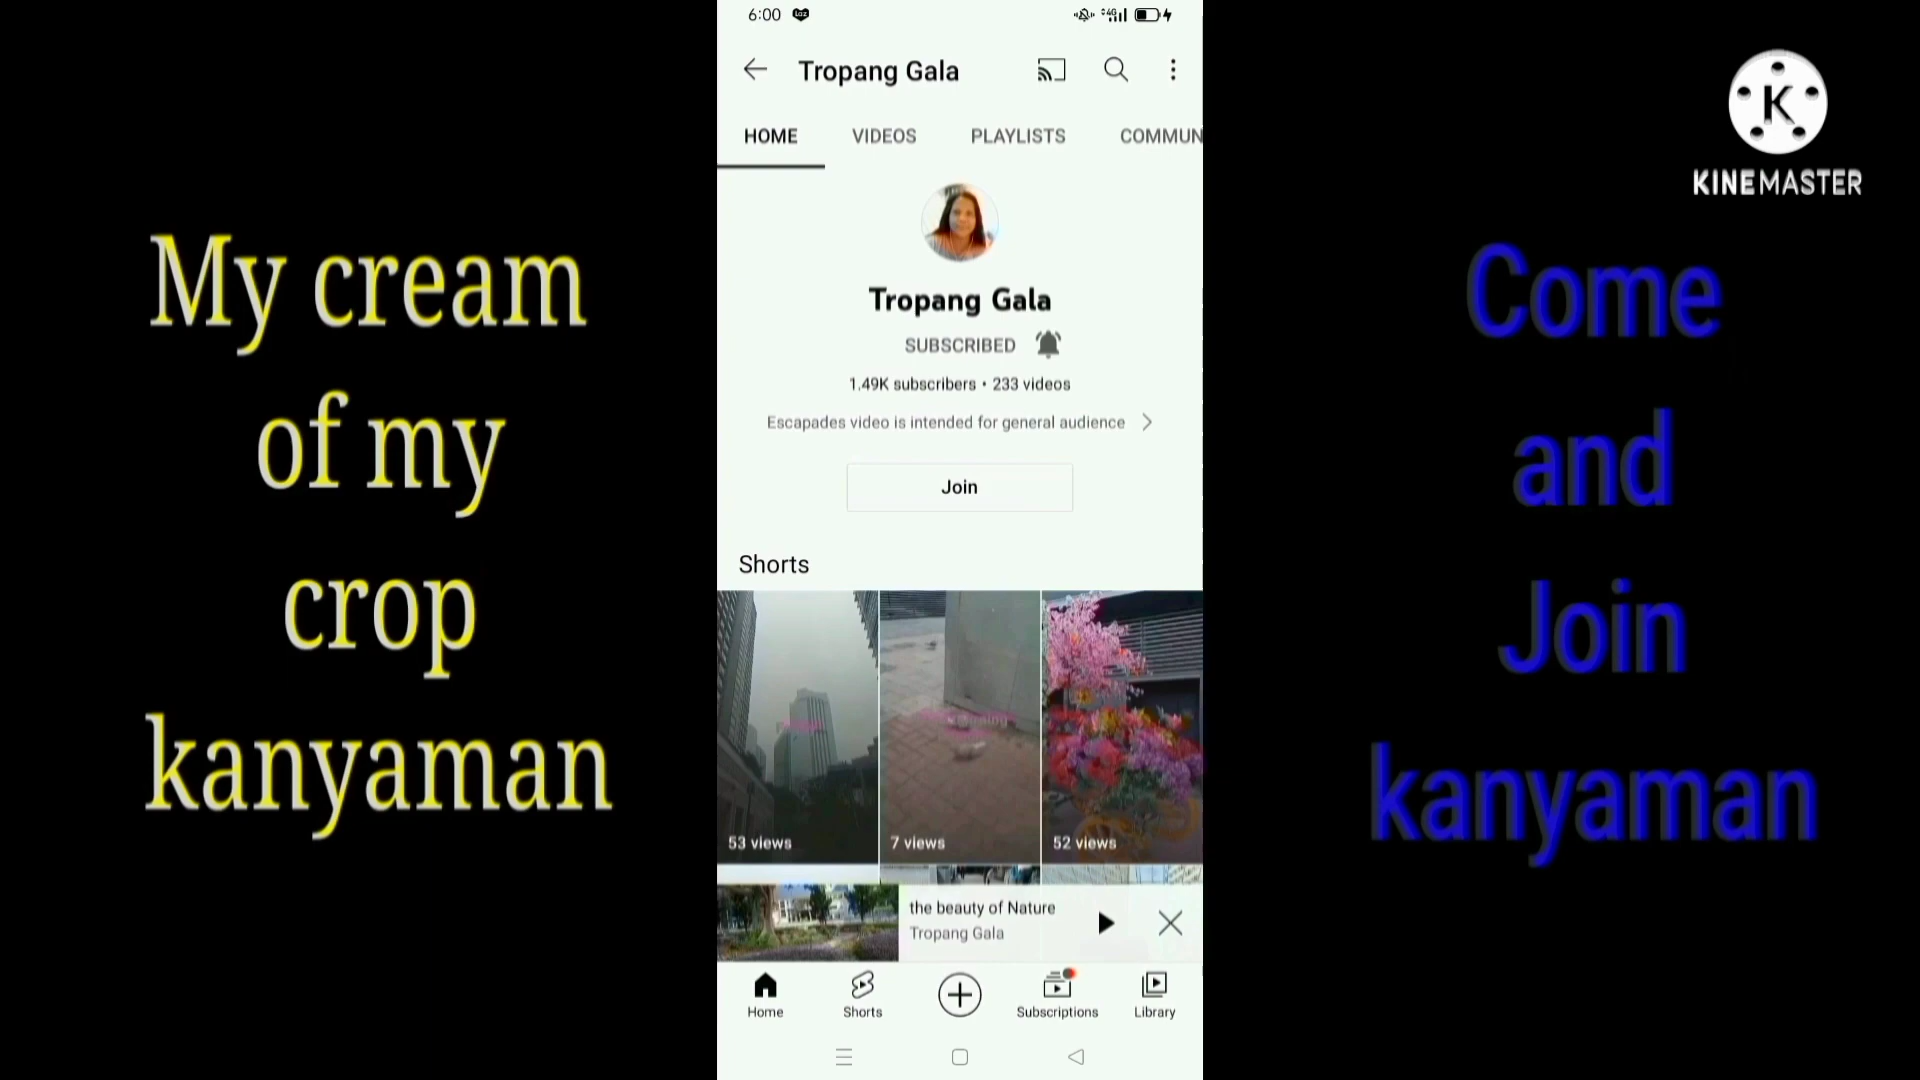 My cream
of my
crop
kanyaman
6:00
Tropang Gala
HOME VIDEOS PLAYLISTS COMMUN
Tropang Gala
SUBSCRIBED
1.49K subscribers • 233 videos
Escapades video is intended for general audience
Join
Shorts
53 views 7 views 52 views
the beauty of Nature
Tropang Gala
Home Shorts Subscriptions Library
K
KINEMASTER
Come
and
Join
kanyaman